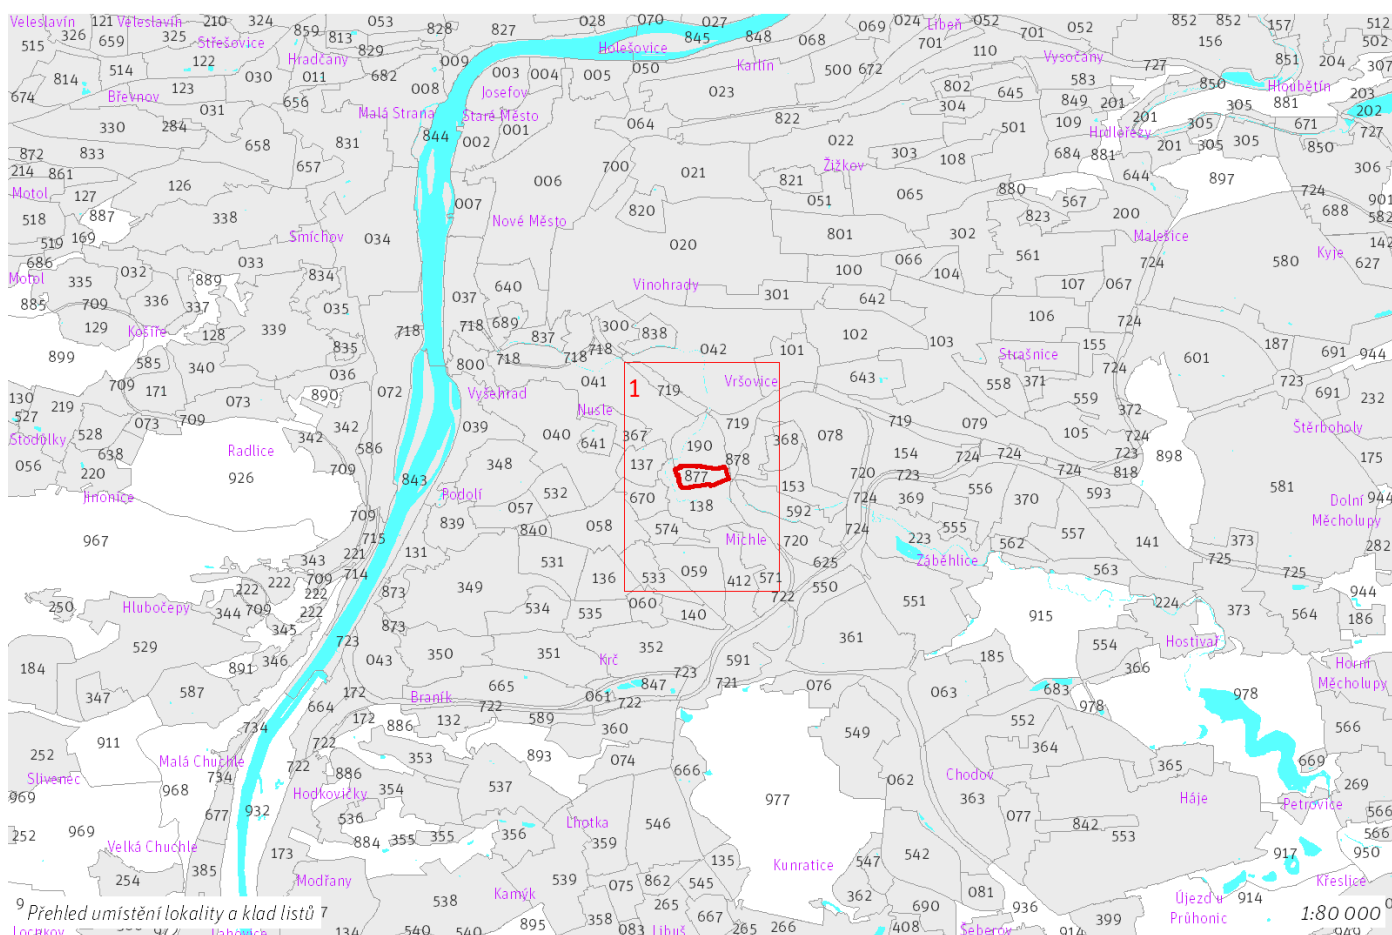 Veleslavín 121 Veleslavín 210 324 053 828 827 028 070 027 069 024 Libeň 052 852 852 157 512
515 326 659 325 Střešovice 859 813 829 Holešovice 845 848 068 701 701 052 156 502
814 514 122 Hradčany 009 003 004 005 050 Karlín 500 672 110 Vysočany 727 851 204 307
674 Břevnov 123 030 011 682 008 Josefov 023 802 645 583 850 Hloubětín 203
031 656 Malá Strana Staré Město 304 849 201 305 881 202
330 284 844 001 064 822 501 109 Hrdlořezy 201 305 671 727
872 833 658 831 002 022 303 108 684 881 201 305 305 850
214 861 657 700 021 Žižkov 644 897 306
Motol 127 126 006 821 051 065 880 567 724 901
518 887 338 007 Nové Město 820 823 200 688 582
519 169 Smíchov 034 020 801 302 Malešice 142
686 033 066 561 724 580 Kyje 627
Motol 335 032 889 834 640 100 104 107 067
885 709 336 337 035 037 Vinohrady 301 642
129 Košíře 128 339 718 718 689 837 300 838 102 106 724
899 585 340 835 800 718 718 718 042 101 103 Strašnice 155 601 187 691 944
709 171 036 072 041 Vršovice 643 558 371 724 723
130 219 073 890 Vyšehrad 1 719 559 372 691 232
527 073 709 342 342 039 Nusle 719 719 079 105 724 Štěrboholy
Stodůlky 528 Radlice 586 040 641 367 190 368 078 154 724 724 723
056 638 709 348 137 878 720 723 724 818 898 175
220 926 843 877 153 369 556 370 593 581 Dolní 944
Jinonice Podolí 532 670 138 592 724 Měcholupy
967 709 715 839 057 840 058 574 Michle 720 724 223 555 562 557 141 373 282
343 221 131 531 625 Záběhlice 563 725 725
222 222 709 714 349 136 533 059 412 571 550 944
250 Hlubočepy 344 709 222 222 873 534 535 060 140 722 551 915 224 373 564 186
529 345 723 873 352 361 554 Hostivař
184 891 346 043 350 351 Krč 591 185 366 Horní
347 587 172 Braník 665 723 721 076 063 683 978 Měcholupy
664 172 722 061 847 722 978
252 911 734 886 132 589 360 549 552 566
Sliveneč Malá Chuchle 722 722 353 893 074 666 364 365 669
734 886 354 537 062 Chodov 269
969 968 Hodkovičky 977 363 Háje Petrovice
252 969 677 932 536 Lhotka 546 077 842 566
Velká Chuchle 884 355 355 356 359 553 566
254 385 173 135 Kunratice 547 542 917 950
Modřany 538 Kamýk 539 075 862 545 362 081 Křeslice
9 Přehled umístění lokality a klad listů 265 690 936 Újezd u 914 1:80 000
134 540 540 895 358 083 Libuš 667 265 266 408 Šeberov 914 399 Průhonic